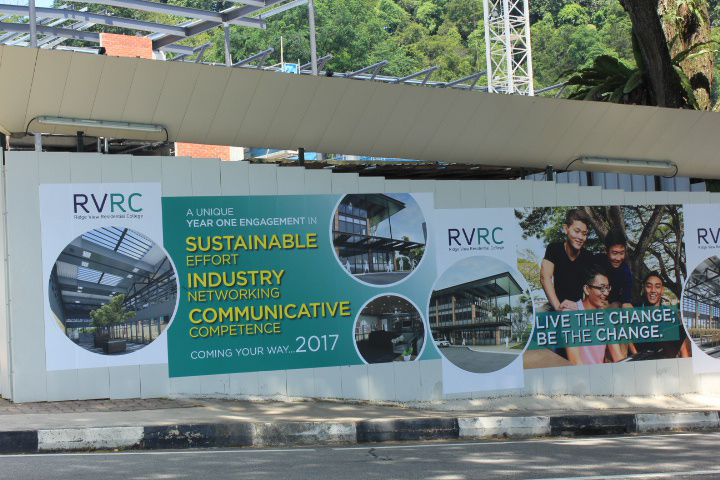 RVRC
Ridge View Residential College
A UNIQUE
YEAR ONE ENGAGEMENT IN
SUSTAINABLE
EFFORT
INDUSTRY
NETWORKING
COMMUNICATIVE
COMPETENCE
COMING YOUR WAY...2017
RVRC
Ridge View Residential College
LIVE THE CHANGE;
BE THE CHANGE.
RV